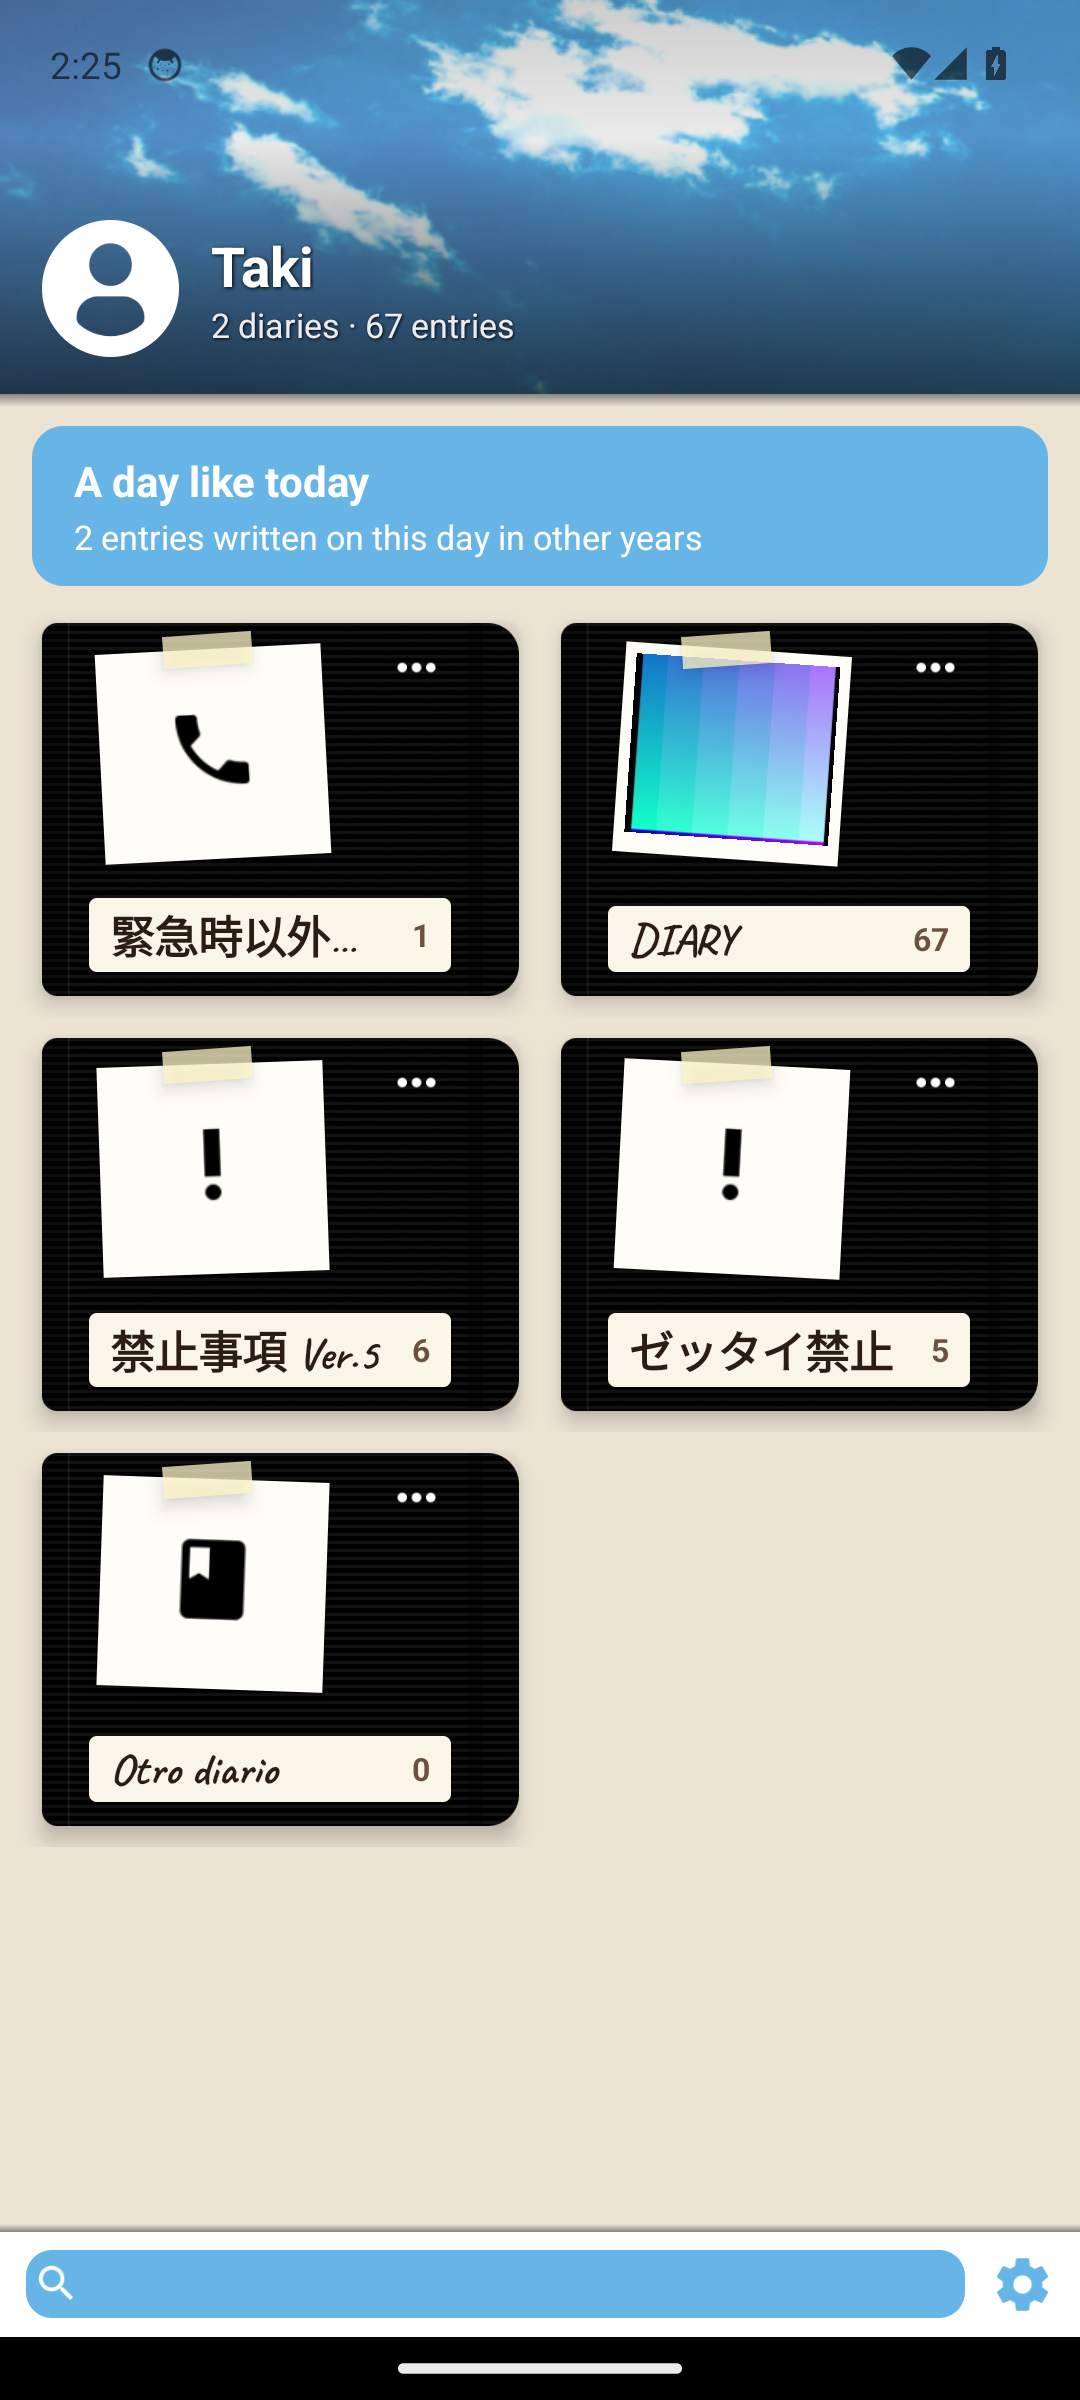 2:25
Taki
2 diaries · 67 entries
A day like today
2 entries written on this day in other years
緊急時以外... 1
DIARY 67
禁止事項 Ver.5 6
ゼッタイ禁止 5
Otro diario 0